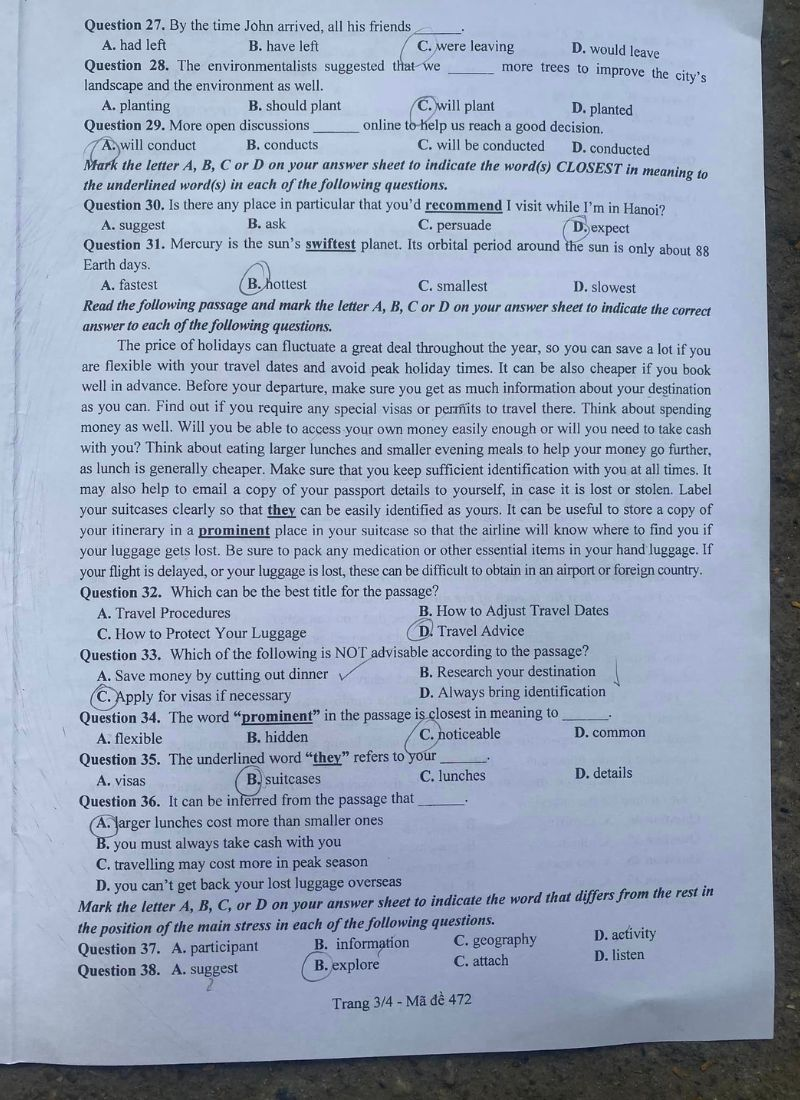 Question 27. By the time John arrived, all his friends ______.
A. had left B. have left C. were leaving D. would leave
Question 28. The environmentalists suggested that we ______ more trees to improve the city's
landscape and the environment as well.
A. planting B. should plant C. will plant D. planted
Question 29. More open discussions ______ online to help us reach a good decision.
A. will conduct B. conducts C. will be conducted D. conducted
Mark the letter A, B, C or D on your answer sheet to indicate the word(s) CLOSEST in meaning to
the underlined word(s) in each of the following questions.
Question 30. Is there any place in particular that you'd recommend I visit while I'm in Hanoi?
A. suggest B. ask C. persuade D. expect
Question 31. Mercury is the sun's swiftest planet. Its orbital period around the sun is only about 88
Earth days.
A. fastest B. hottest C. smallest D. slowest
Read the following passage and mark the letter A, B, C or D on your answer sheet to indicate the correct
answer to each of the following questions.
The price of holidays can fluctuate a great deal throughout the year, so you can save a lot if you
are flexible with your travel dates and avoid peak holiday times. It can be also cheaper if you book
well in advance. Before your departure, make sure you get as much information about your destination
as you can. Find out if you require any special visas or permits to travel there. Think about spending
money as well. Will you be able to access your own money easily enough or will you need to take cash
with you? Think about eating larger lunches and smaller evening meals to help your money go further,
as lunch is generally cheaper. Make sure that you keep sufficient identification with you at all times. It
may also help to email a copy of your passport details to yourself, in case it is lost or stolen. Label
your suitcases clearly so that they can be easily identified as yours. It can be useful to store a copy of
your itinerary in a prominent place in your suitcase so that the airline will know where to find you if
your luggage gets lost. Be sure to pack any medication or other essential items in your hand luggage. If
your flight is delayed, or your luggage is lost, these can be difficult to obtain in an airport or foreign country.
Question 32. Which can be the best title for the passage?
A. Travel Procedures B. How to Adjust Travel Dates
C. How to Protect Your Luggage D. Travel Advice
Question 33. Which of the following is NOT advisable according to the passage?
A. Save money by cutting out dinner B. Research your destination
C. Apply for visas if necessary D. Always bring identification
Question 34. The word “prominent” in the passage is closest in meaning to ______.
A. flexible B. hidden C. noticeable D. common
Question 35. The underlined word “they” refers to your ______.
A. visas B. suitcases C. lunches D. details
Question 36. It can be inferred from the passage that ______.
A. larger lunches cost more than smaller ones
B. you must always take cash with you
C. travelling may cost more in peak season
D. you can't get back your lost luggage overseas
Mark the letter A, B, C, or D on your answer sheet to indicate the word that differs from the rest in
the position of the main stress in each of the following questions.
Question 37. A. participant B. information C. geography D. activity
Question 38. A. suggest B. explore C. attach D. listen
2
Trang 3/4 - Mã đề 472